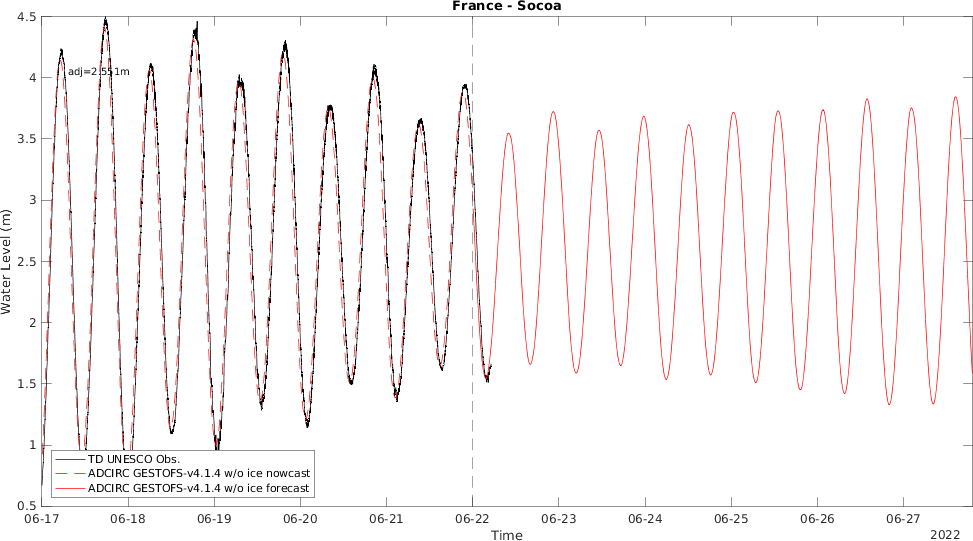 France - Socoa
4.5
4
3.5
3
2.5
2
1.5
1
0.5
Water Level (m)
adj=2.551m
TD UNESCO Obs.
ADCIRC GESTOFS-v4.1.4 w/o ice nowcast
ADCIRC GESTOFS-v4.1.4 w/o ice forecast
06-17 06-18 06-19 06-20 06-21 06-22 06-23 06-24 06-25 06-26 06-27
Time
2022